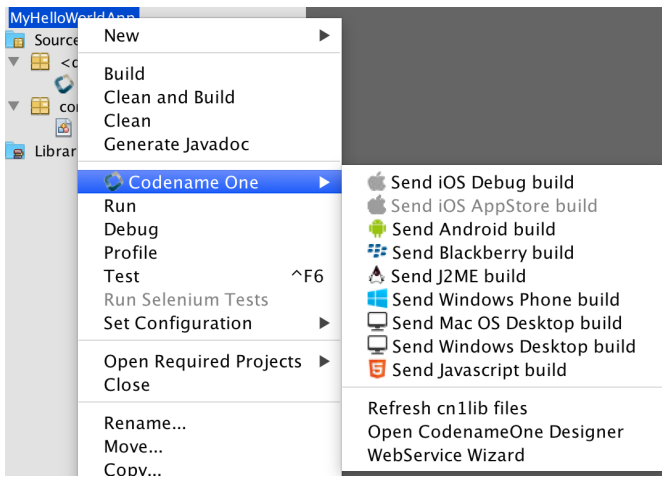 MyHelloWorldApp
Source
<d
con
Librar
New
Build
Clean and Build
Clean
Generate Javadoc
Codename One
Run
Debug
Profile
Test ^F6
Run Selenium Tests
Set Configuration
Open Required Projects
Close
Rename...
Move...
Copy...
Send iOS Debug build
Send iOS AppStore build
Send Android build
Send Blackberry build
Send J2ME build
Send Windows Phone build
Send Mac OS Desktop build
Send Windows Desktop build
Send Javascript build
Refresh cn1lib files
Open CodenameOne Designer
WebService Wizard